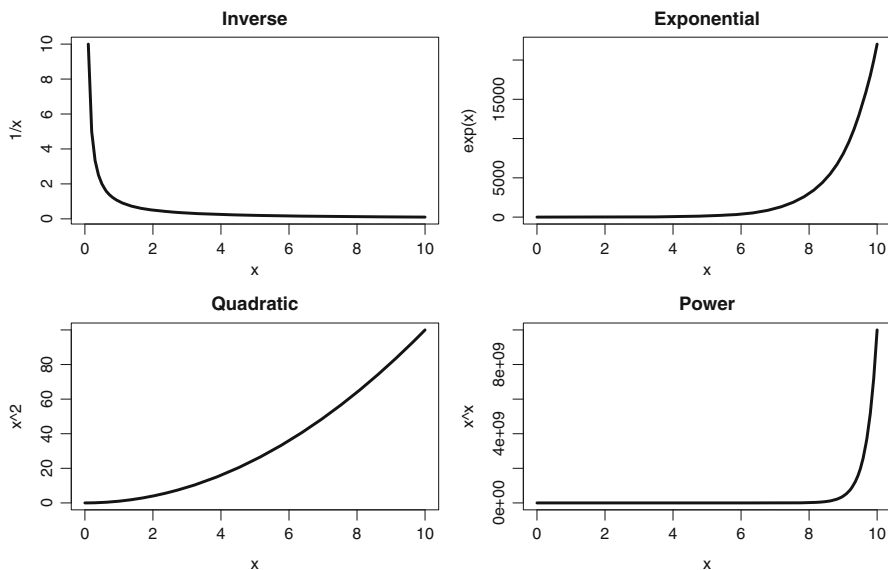 Inverse
1/x
10
8
6
4
2
0
0 2 4 6 8 10
x
Exponential
exp(x)
15000
5000
0
0 2 4 6 8 10
x
Quadratic
x^2
80
60
40
20
0
0 2 4 6 8 10
x
Power
x^x
8e+09
4e+09
0e+00
0 2 4 6 8 10
x